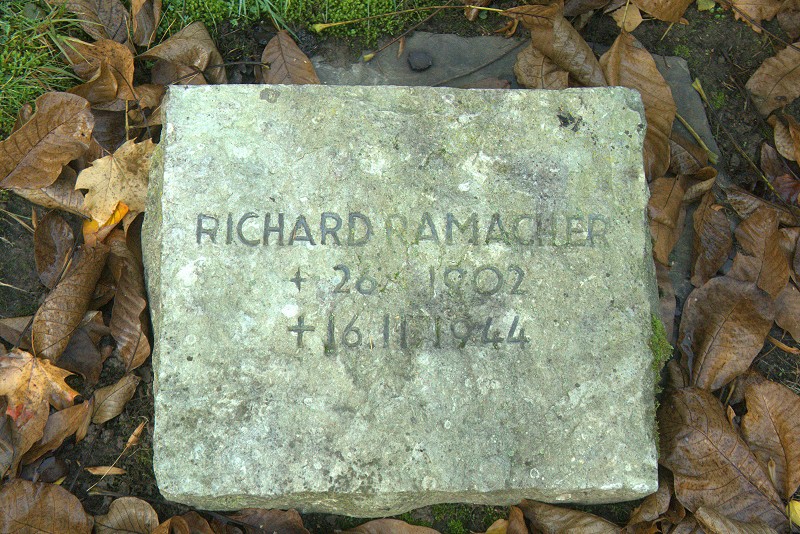 RICHARD RAMACHER
+ 26 X 1902
+ 16.11.1944